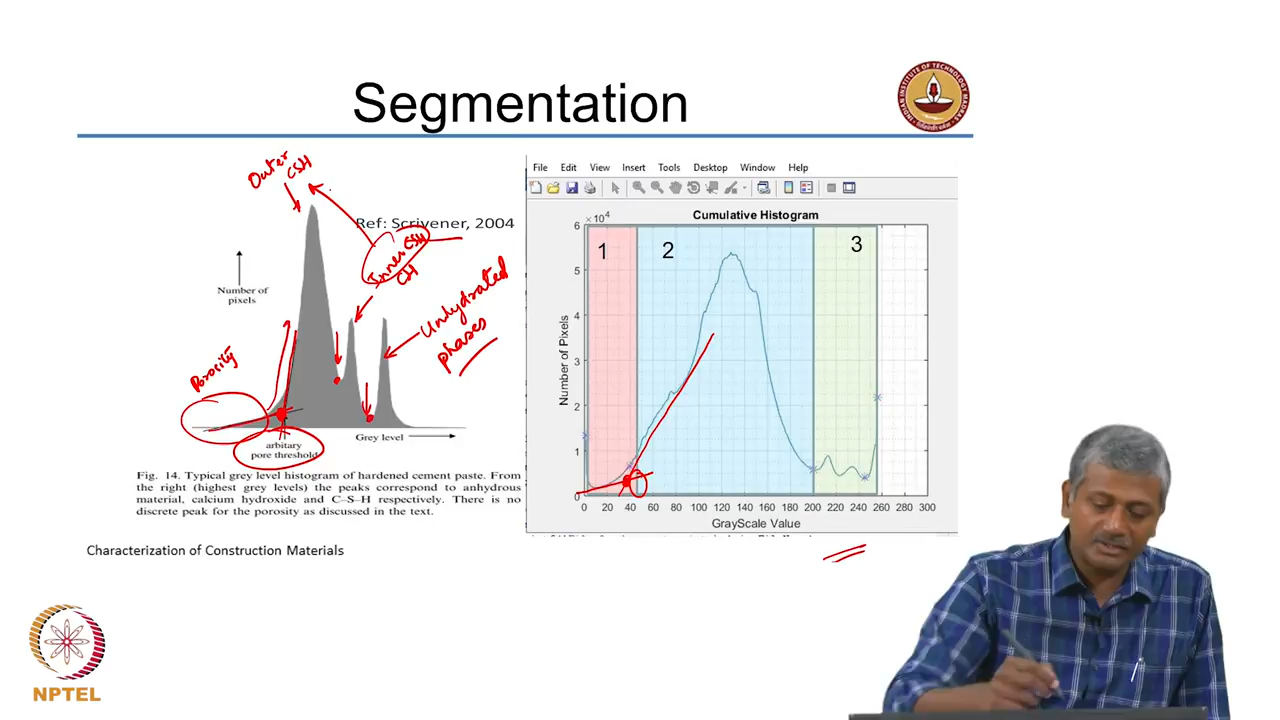 Segmentation
INDIAN INSTITUTE OF TECHNOLOGY MADRAS
Outer
CSH
Ref: Scrivener, 2004
Inner CSH
CH
Unhydrated
phases
Porosity
Number of
pixels
arbitary
pore threshold
Grey level
Fig. 14. Typical grey level histogram of hardened cement paste. From
the right (highest grey levels) the peaks correspond to anhydrous
material, calcium hydroxide and C–S–H respectively. There is no
discrete peak for the porosity as discussed in the text.
File Edit View Insert Tools Desktop Window Help
Cumulative Histogram
×10⁴
1 2 3
6
5
4
3
2
1
0
Number of Pixels
0 20 40 60 80 100 120 140 160 180 200 220 240 260 280 300
GrayScale Value
Characterization of Construction Materials
NPTEL